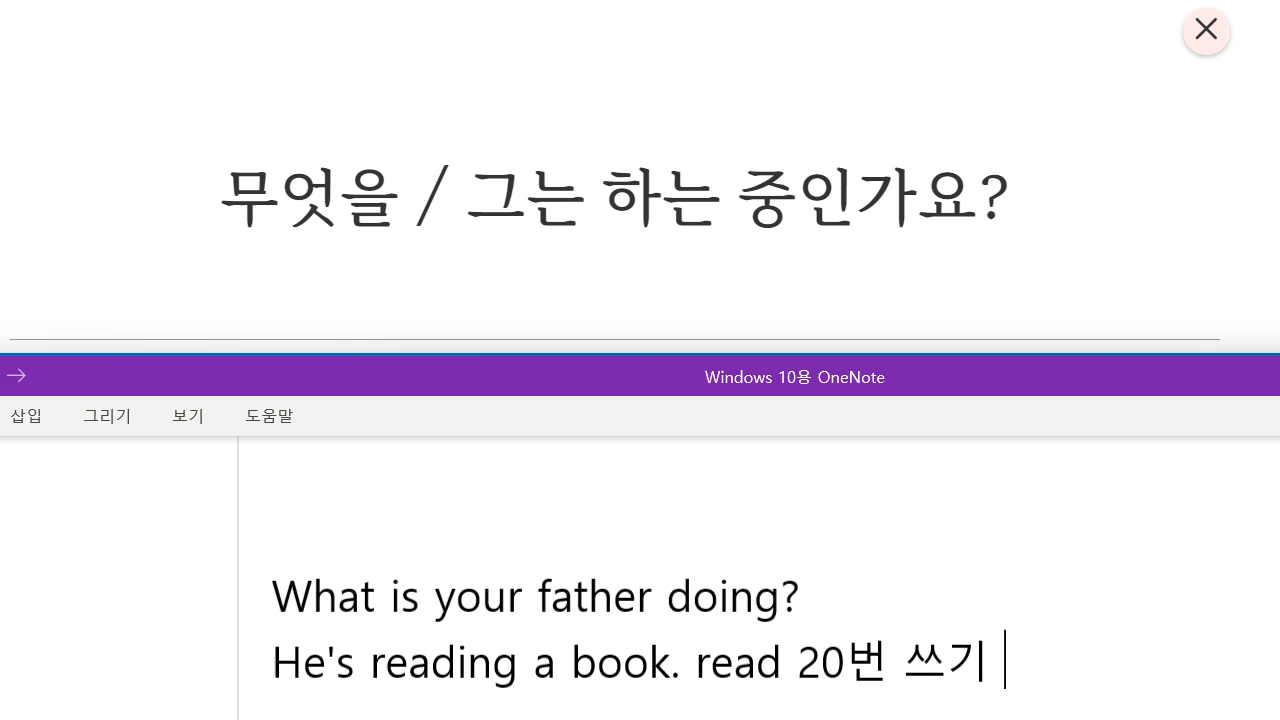 무엇을 / 그는 하는 중인가요?
Windows 10용 OneNote
삽입 그리기 보기 도움말
What is your father doing?
He's reading a book. read 20번 쓰기